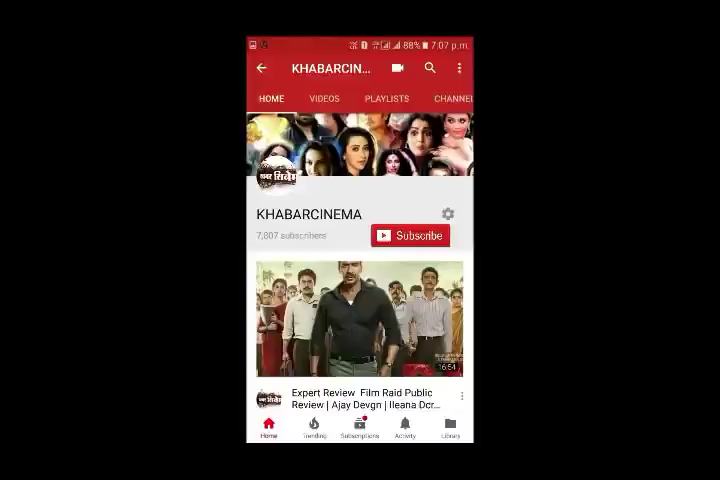 88% 7:07 p.m.
KHABARCIN...
HOME VIDEOS PLAYLISTS CHANNEL
KHABARCINEMA
7,807 subscribers
Subscribe
16:54
Expert Review Film Raid Public
Review | Ajay Devgn | Ileana Dcr...
Home Trending Subscriptions Activity Library